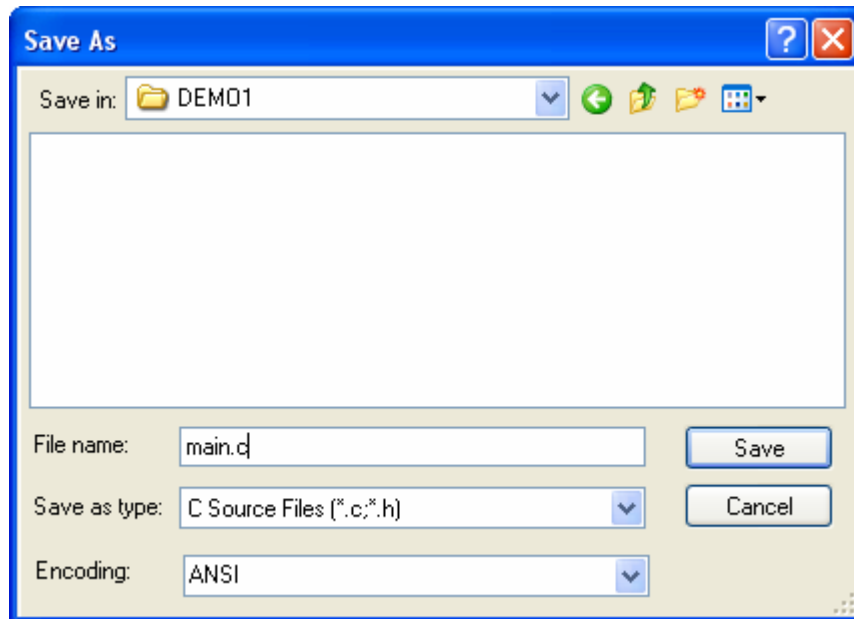 Save As
Save in: DEMO1
File name: main.c
Save
Save as type: C Source Files (*.c;*.h)
Cancel
Encoding: ANSI